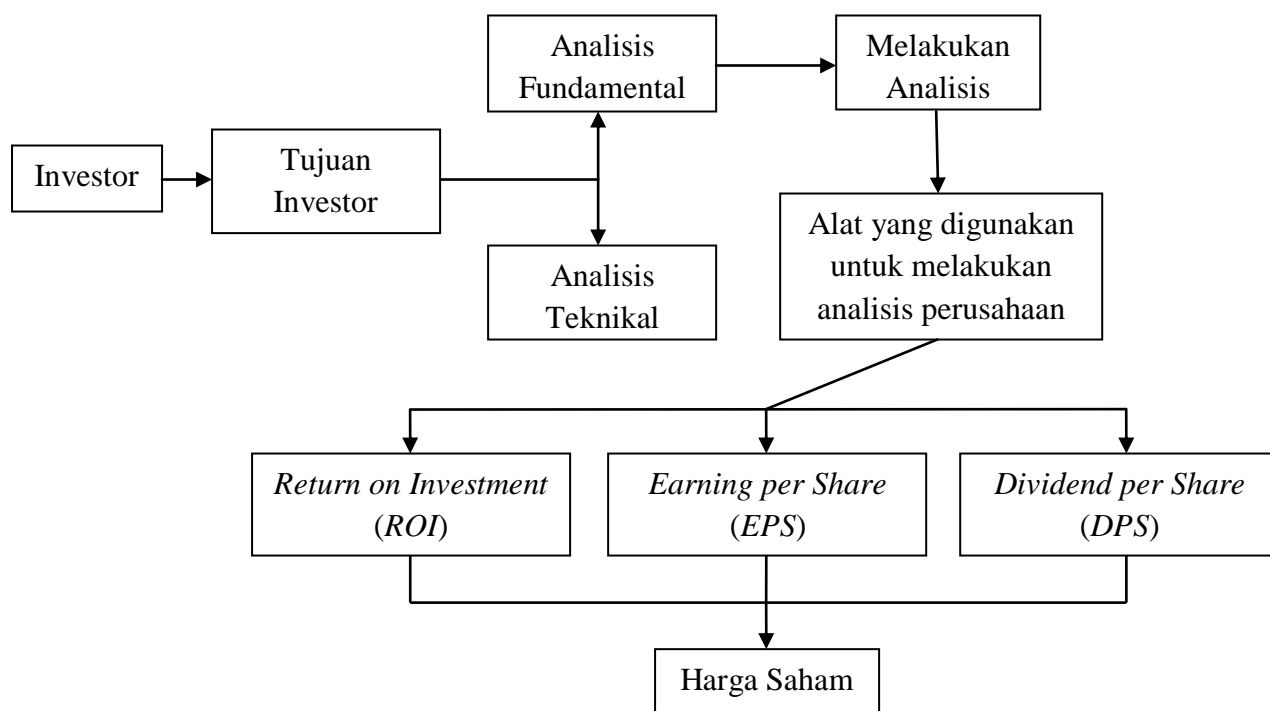 Investor
Tujuan
Investor
Analisis
Fundamental
Melakukan
Analisis
Analisis
Teknikal
Alat yang digunakan
untuk melakukan
analisis perusahaan
Return on Investment
(ROI)
Earning per Share
(EPS)
Dividend per Share
(DPS)
Harga Saham